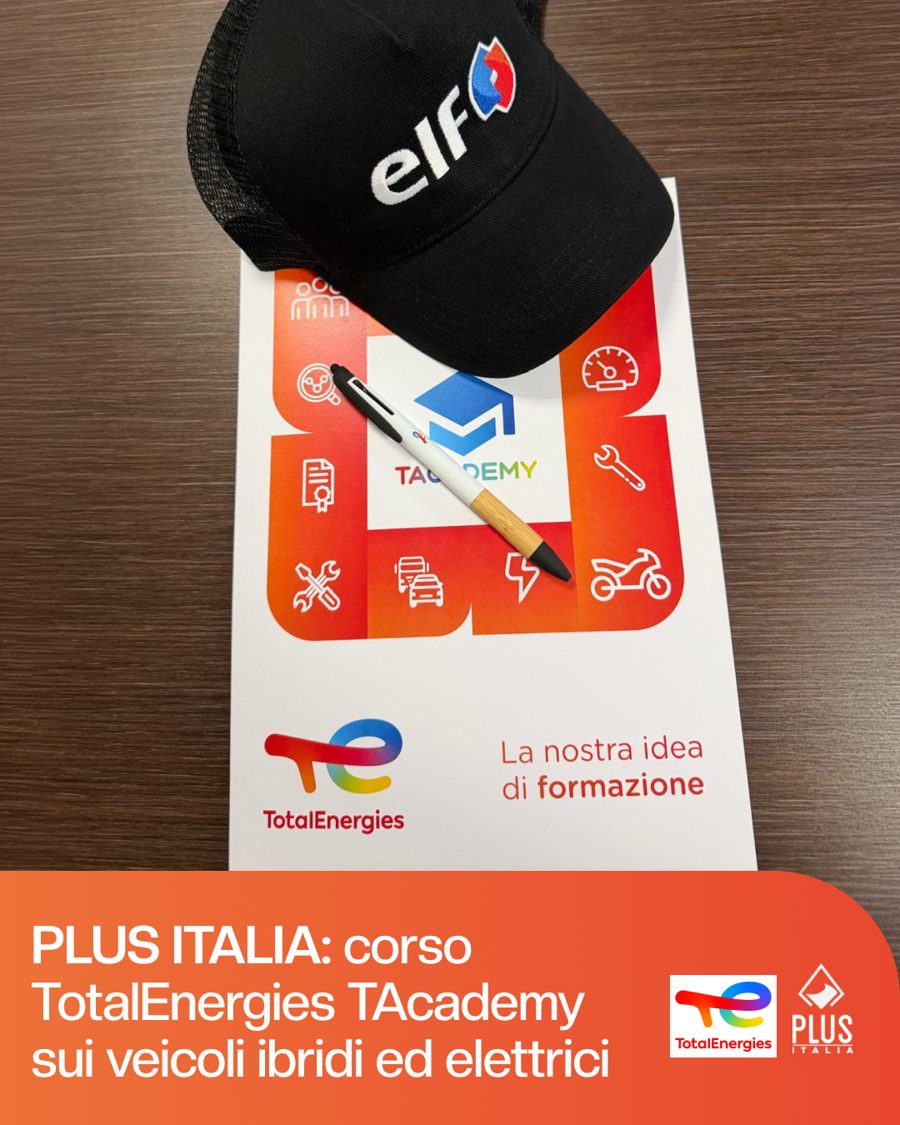 elf
TACADEMY
TotalEnergies
La nostra idea
di formazione
PLUS ITALIA: corso
TotalEnergies TAcademy
sui veicoli ibridi ed elettrici
TotalEnergies
PLUS
ITALIA